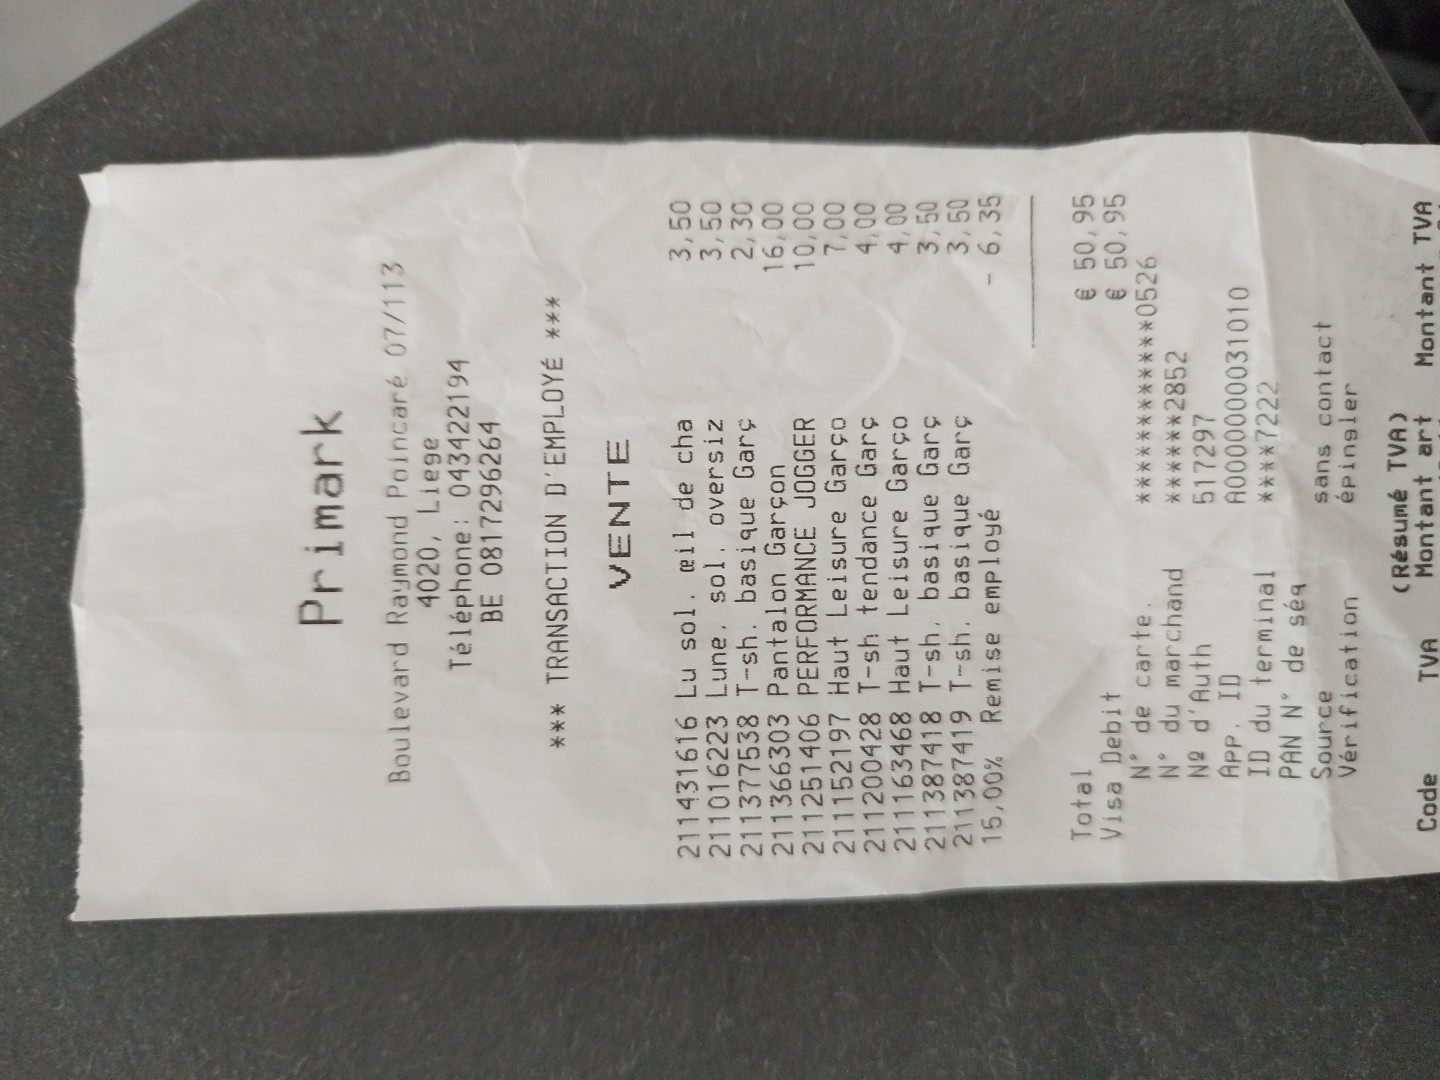 Primark
Boulevard Raymond Poincaré 07/113
4020, Liege
Téléphone: 043422194
BE 0817296264
*** TRANSACTION D'EMPLOYÉ ***
VENTE
211431616 Lu sol. œil de cha 3,50
211016223 Lune. sol. oversiz 3,50
211377538 T-sh. basique Garç 2,30
211366303 Pantalon Garçon 16,00
211251406 PERFORMANCE JOGGER 10,00
211152197 Haut Leisure Garço 7,00
211200428 T-sh tendance Garç 4,00
211163468 Haut Leisure Garço 4,00
211387418 T-sh. basique Garç 3,50
211387419 T-sh. basique Garç 3,50
15,00% Remise employé - 6,35
Total € 50,95
Visa Debit € 50,95
N° de carte. ************0526
N° du marchand *****2852
Nº d'Auth 517297
App. ID A0000000031010
ID du terminal ****7222
PAN N° de séq
Source sans contact
Vérification épingler
(Résumé TVA)
Code TVA Montant art Montant TVA